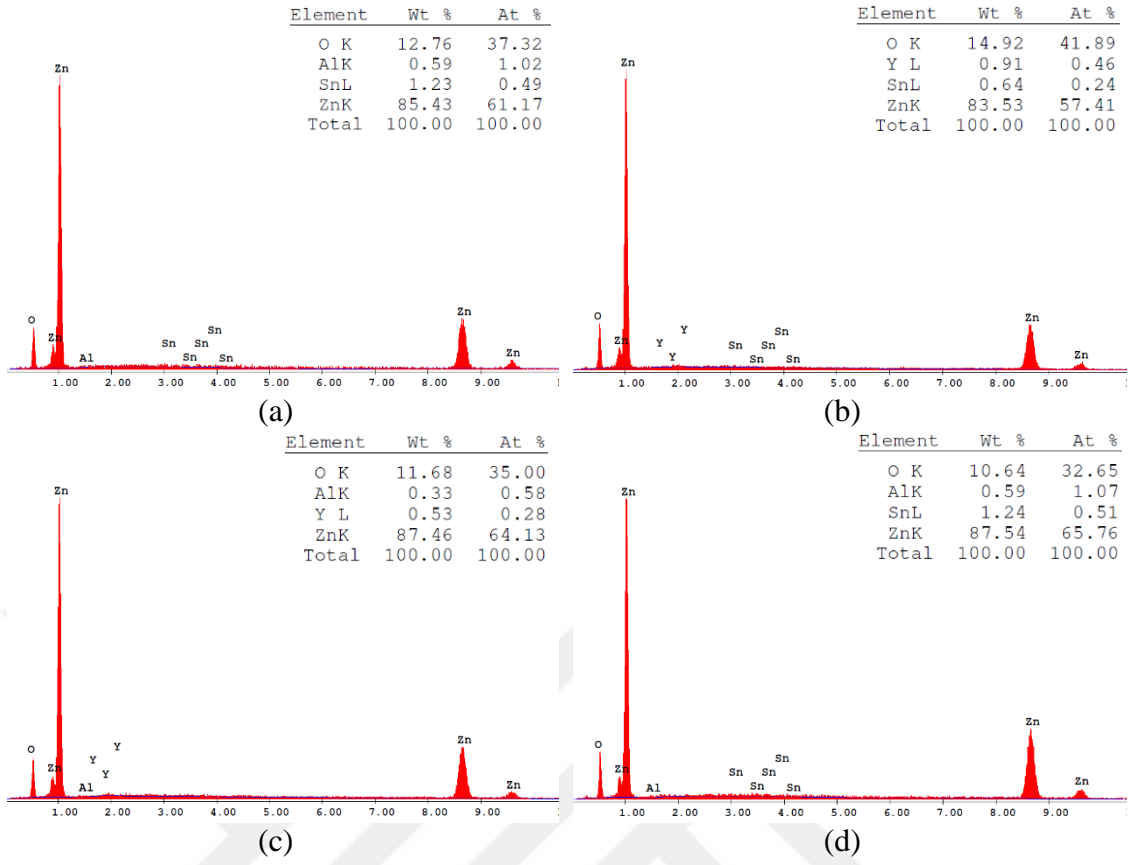 Element Wt % At %
O K 12.76 37.32
AlK 0.59 1.02
SnL 1.23 0.49
ZnK 85.43 61.17
Total 100.00 100.00
Zn
O
Zn
Al
Sn
Sn
Sn
Sn
Sn
Zn
Zn
1.00 2.00 3.00 4.00 5.00 6.00 7.00 8.00 9.00
(a)
Element Wt % At %
O K 14.92 41.89
Y L 0.91 0.46
SnL 0.64 0.24
ZnK 83.53 57.41
Total 100.00 100.00
Zn
O
Zn
Y
Y
Y
Sn
Sn
Sn
Sn
Sn
Zn
Zn
1.00 2.00 3.00 4.00 5.00 6.00 7.00 8.00 9.00
(b)
Element Wt % At %
O K 11.68 35.00
AlK 0.33 0.58
Y L 0.53 0.28
ZnK 87.46 64.13
Total 100.00 100.00
Zn
O
Zn
Al
Y
Y
Y
Zn
Zn
1.00 2.00 3.00 4.00 5.00 6.00 7.00 8.00 9.00
(c)
Element Wt % At %
O K 10.64 32.65
AlK 0.59 1.07
SnL 1.24 0.51
ZnK 87.54 65.76
Total 100.00 100.00
Zn
O
Zn
Al
Sn
Sn
Sn
Sn
Sn
Zn
Zn
1.00 2.00 3.00 4.00 5.00 6.00 7.00 8.00 9.00
(d)